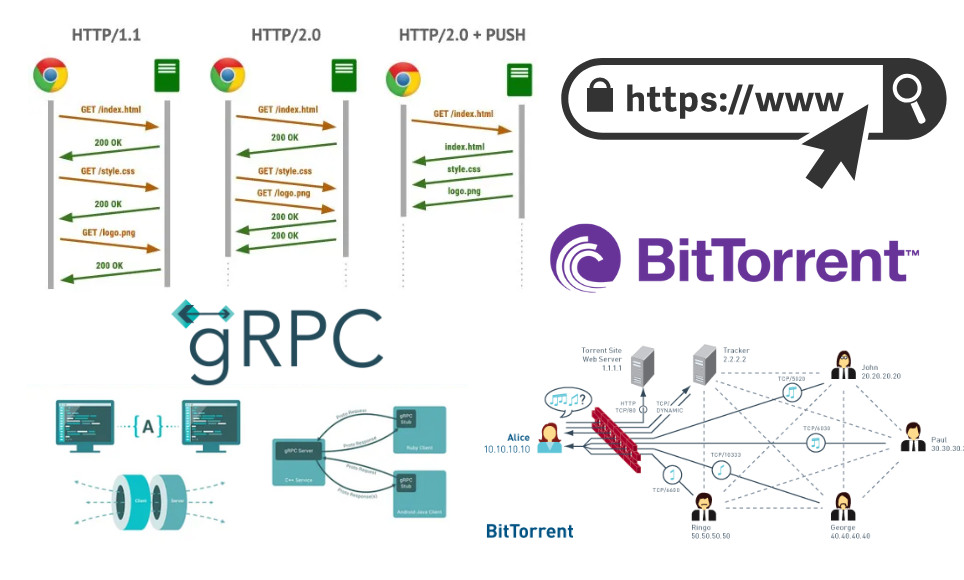 HTTP/1.1
GET /index.html
200 OK
GET /style.css
200 OK
GET /logo.png
200 OK
HTTP/2.0
GET /index.html
200 OK
GET /style.css
GET /logo.png
200 OK
200 OK
HTTP/2.0 + PUSH
GET /index.html
index.html
style.css
logo.png
https://www
BitTorrent™
gRPC
{A}
Client
Server
gRPC Server
C++ Service
Proto Request
Proto Response
Proto Request
Proto Response(s)
gRPC
Stub
Ruby Client
gRPC
Stub
Android-Java Client
Torrent Site
Web Server
1.1.1.1
Tracker
2.2.2.2
HTTP
TCP/80
TCP/
DYNAMIC
?
Alice
10.10.10.10
TCP/5029
John
20.20.20.20
Paul
30.30.30.
TCP/10333
TCP/6600
Ringo
50.50.50.50
George
40.40.40.40
BitTorrent